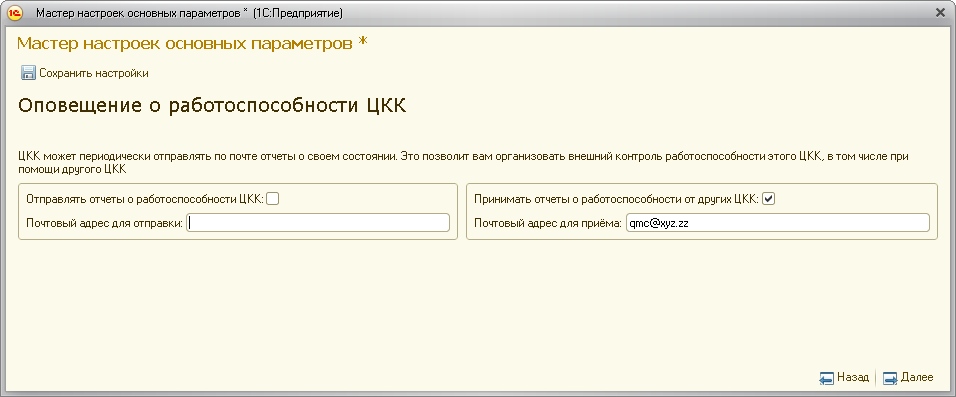 Мастер настроек основных параметров * (1С:Предприятие)
Мастер настроек основных параметров *
Сохранить настройки
Оповещение о работоспособности ЦКК
ЦКК может периодически отправлять по почте отчеты о своем состоянии. Это позволит вам организовать внешний контроль работоспособности этого ЦКК, в том числе при
помощи другого ЦКК
Отправлять отчеты о работоспособности ЦКК:
Почтовый адрес для отправки:
Принимать отчеты о работоспособности от других ЦКК:
Почтовый адрес для приёма: qmc@xyz.zz
Назад
Далее